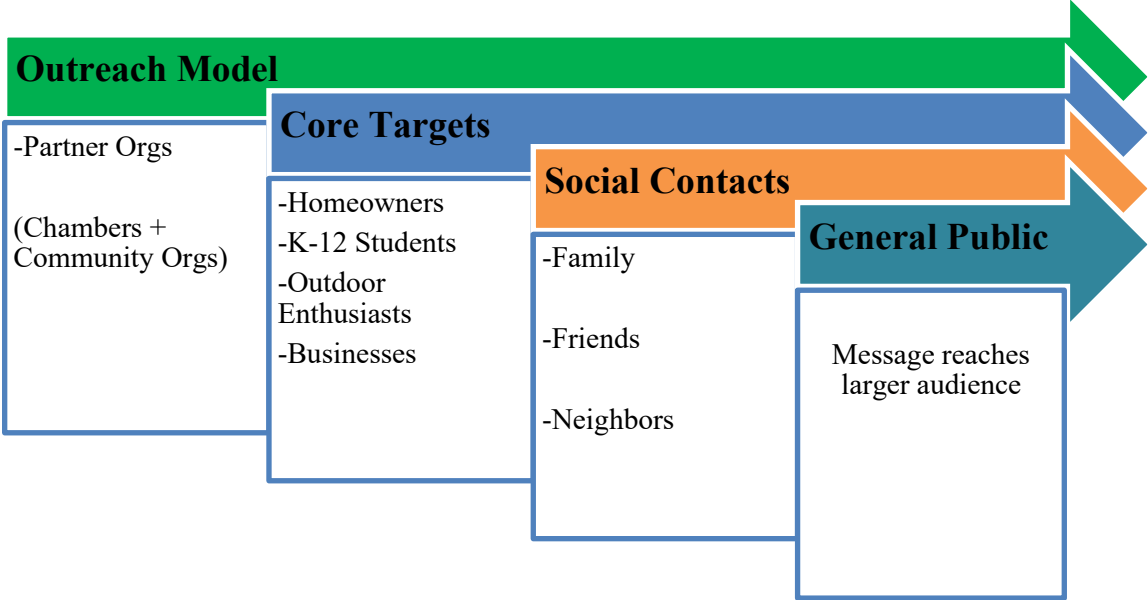 Outreach Model
-Partner Orgs
(Chambers +
Community Orgs)
Core Targets
-Homeowners
-K-12 Students
-Outdoor
Enthusiasts
-Businesses
Social Contacts
-Family
-Friends
-Neighbors
General Public
Message reaches
larger audience